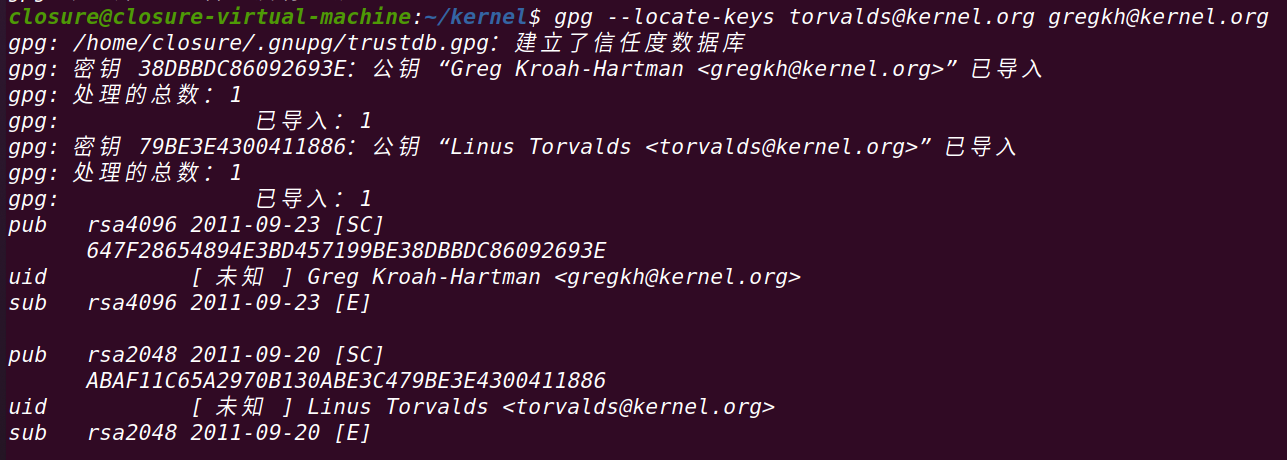 closure@closure-virtual-machine:~/kernel$ gpg --locate-keys torvalds@kernel.org gregkh@kernel.org
gpg: /home/closure/.gnupg/trustdb.gpg：建立了信任度数据库
gpg: 密钥 38DBBDC86092693E：公钥 “Greg Kroah-Hartman <gregkh@kernel.org>” 已导入
gpg: 处理的总数：1
gpg:               已导入：1
gpg: 密钥 79BE3E4300411886：公钥 “Linus Torvalds <torvalds@kernel.org>” 已导入
gpg: 处理的总数：1
gpg:               已导入：1
pub   rsa4096 2011-09-23 [SC]
      647F28654894E3BD457199BE38DBBDC86092693E
uid           [ 未知 ] Greg Kroah-Hartman <gregkh@kernel.org>
sub   rsa4096 2011-09-23 [E]

pub   rsa2048 2011-09-20 [SC]
      ABAF11C65A2970B130ABE3C479BE3E4300411886
uid           [ 未知 ] Linus Torvalds <torvalds@kernel.org>
sub   rsa2048 2011-09-20 [E]